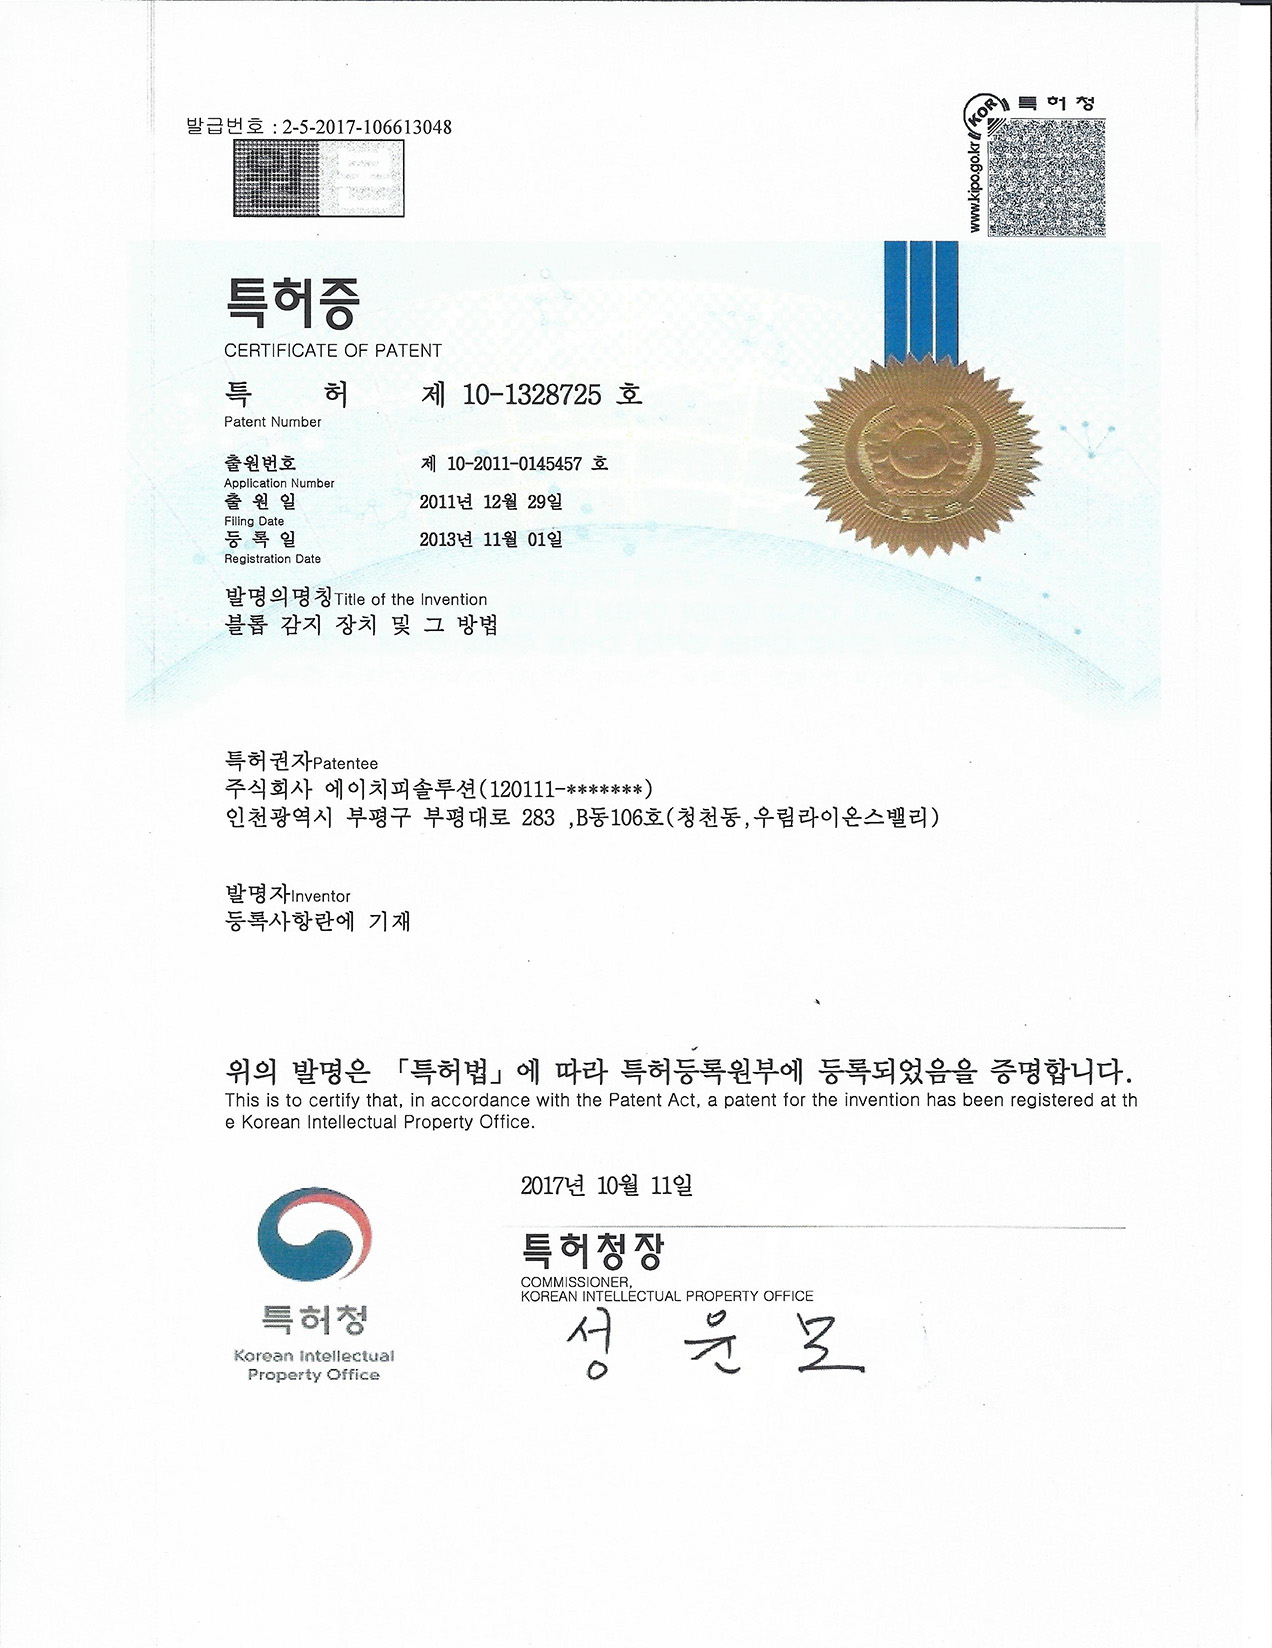 발급번호 : 2-5-2017-106613048
원본
KOR 특허청
www.kipo.go.kr
특허증
CERTIFICATE OF PATENT
특 허 제 10-1328725 호
Patent Number
출원번호 제 10-2011-0145457 호
Application Number
출 원 일 2011년 12월 29일
Filing Date
등 록 일 2013년 11월 01일
Registration Date
발명의명칭Title of the Invention
블롭 감지 장치 및 그 방법
특허권자Patentee
주식회사 에이치피솔루션(120111-*******)
인천광역시 부평구 부평대로 283 ,B동106호(청천동,우림라이온스밸리)
발명자Inventor
등록사항란에 기재
위의 발명은 「특허법」에 따라 특허등록원부에 등록되었음을 증명합니다.
This is to certify that, in accordance with the Patent Act, a patent for the invention has been registered at th
e Korean Intellectual Property Office.
2017년 10월 11일
특허청장
COMMISSIONER,
KOREAN INTELLECTUAL PROPERTY OFFICE
성 윤 모
특허청
Korean Intellectual
Property Office